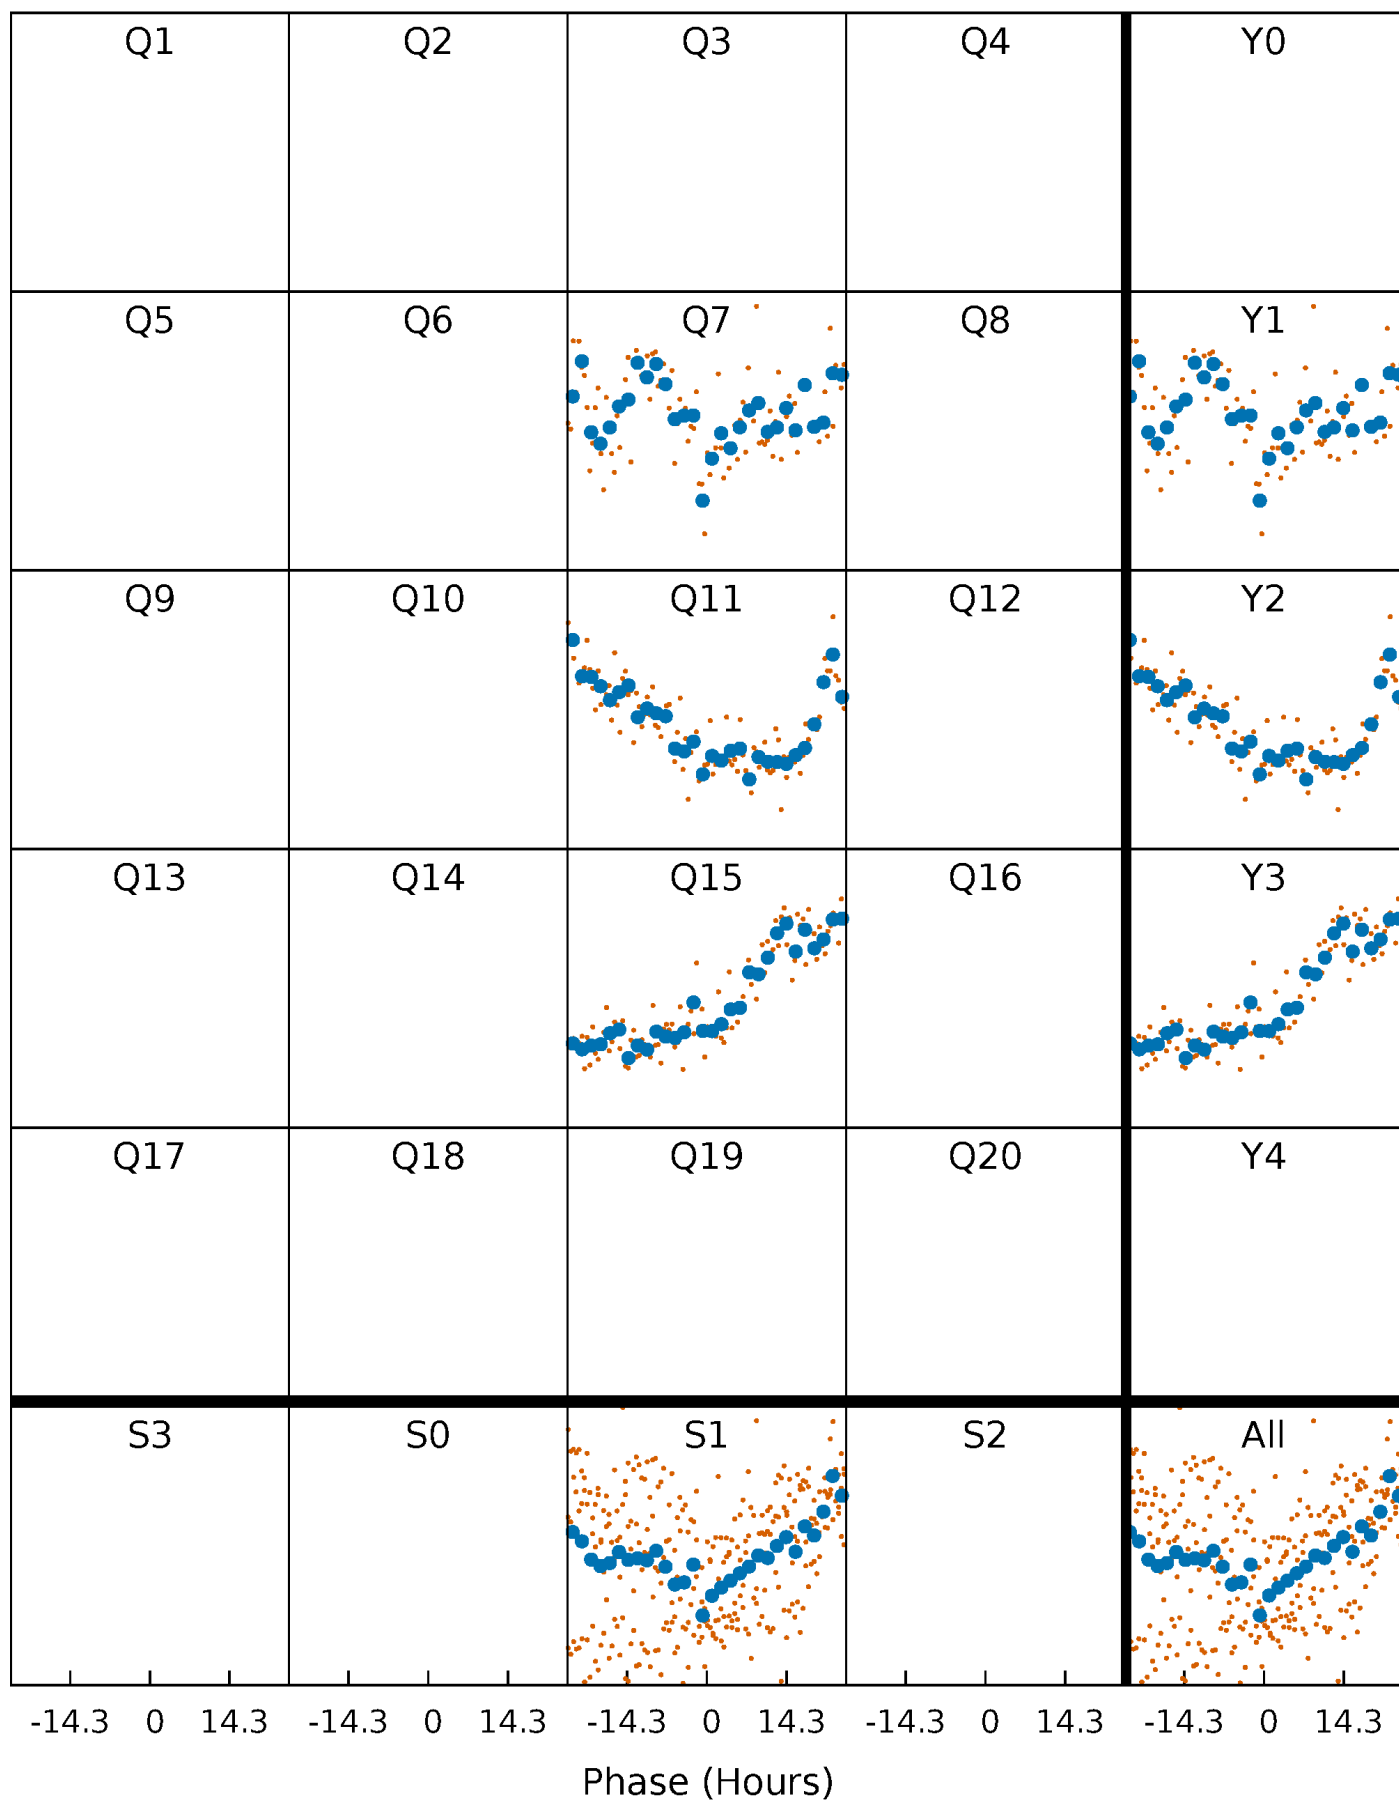 Q1 Q2 Q3 Q4 Y0
Q5 Q6 Q7 Q8 Y1
Q9 Q10 Q11 Q12 Y2
Q13 Q14 Q15 Q16 Y3
Q17 Q18 Q19 Q20 Y4
S3 S0 S1 S2 All
-14.3 0 14.3 -14.3 0 14.3 -14.3 0 14.3 -14.3 0 14.3 -14.3 0 14.3
Phase (Hours)